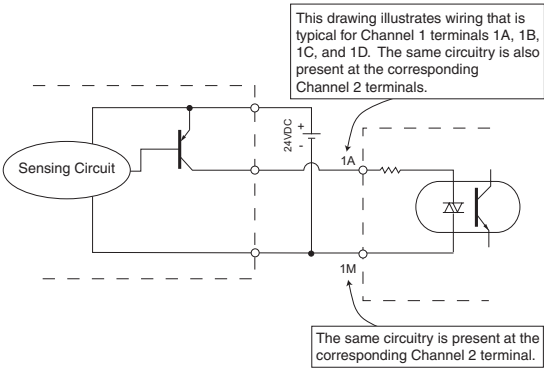 This drawing illustrates wiring that is
typical for Channel 1 terminals 1A, 1B,
1C, and 1D. The same circuitry is also
present at the corresponding
Channel 2 terminals.
Sensing Circuit
24VDC
+
-
1A
1M
The same circuitry is present at the
corresponding Channel 2 terminal.